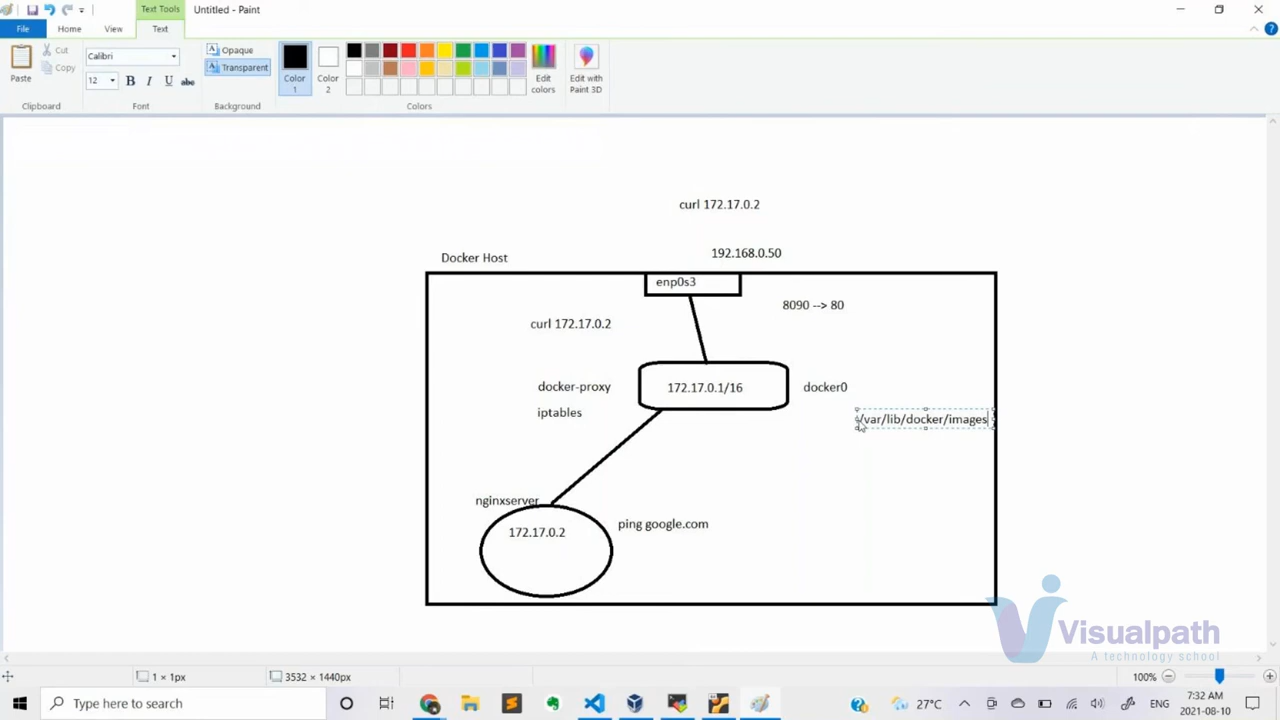 Text Tools
Untitled - Paint
File
Home
View
Text
Paste
Cut
Copy
Clipboard
Calibri
12
B I U abc
Font
Opaque
Transparent
Background
Color 1
Color 2
Colors
Edit colors
Edit with Paint 3D
curl 172.17.0.2
192.168.0.50
Docker Host
enp0s3
8090 --> 80
curl 172.17.0.2
docker-proxy
172.17.0.1/16
docker0
iptables
/var/lib/docker/images
nginxserver
ping google.com
172.17.0.2
Visualpath
A technology school
1 × 1px
3532 × 1440px
100%
Type here to search
27°C
ENG
7:32 AM
2021-08-10